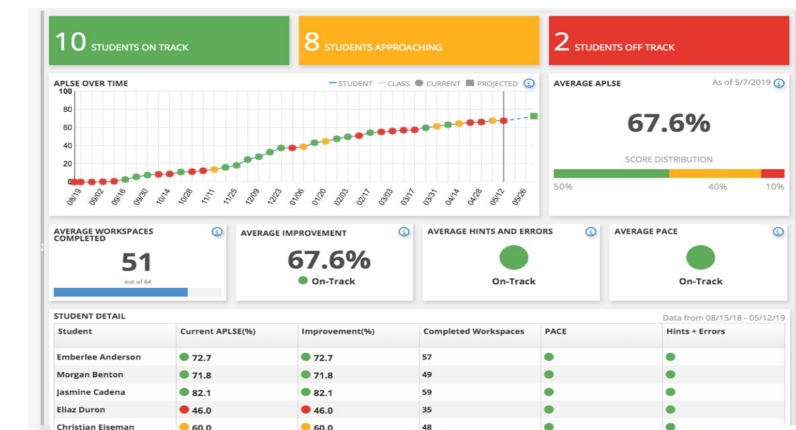 10 STUDENTS ON TRACK
8 STUDENTS APPROACHING
2 STUDENTS OFF TRACK
APLSE OVER TIME
STUDENT CLASS CURRENT PROJECTED
100
80
60
40
20
0
08/19 09/02 09/16 09/30 10/14 10/28 11/11 11/25 12/09 12/23 01/06 01/20 02/03 02/17 03/03 03/17 03/31 04/14 04/28 05/12 05/26
AVERAGE APLSE As of 5/7/2019
67.6%
SCORE DISTRIBUTION
50% 40% 10%
AVERAGE WORKSPACES
COMPLETED
51
out of 64
AVERAGE IMPROVEMENT
67.6%
On-Track
AVERAGE HINTS AND ERRORS
On-Track
AVERAGE PACE
On-Track
STUDENT DETAIL Data from 08/15/18 - 05/12/19
Student Current APLSE(%) Improvement(%) Completed Workspaces PACE Hints + Errors
Emberlee Anderson 72.7 72.7 57
Morgan Benton 71.8 71.8 49
Jasmine Cadena 82.1 82.1 59
Eliaz Duron 46.0 46.0 35
Christian Eiseman 60.0 60.0 48